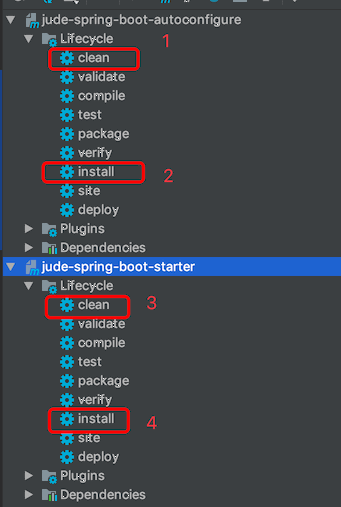 jude-spring-boot-autoconfigure
Lifecycle
1
clean
validate
compile
test
package
verify
install
2
site
deploy
Plugins
Dependencies
jude-spring-boot-starter
Lifecycle
clean
3
validate
compile
test
package
verify
install
4
site
deploy
Plugins
Dependencies